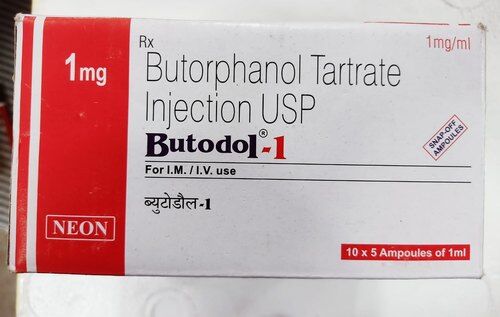 1mg
Rx
1mg/ml
Butorphanol Tartrate
Injection USP
Butodol®-1
SNAP-OFF
AMPOULES
For I.M. / I.V. use
ब्युटोडौल-1
NEON
10 x 5 Ampoules of 1ml